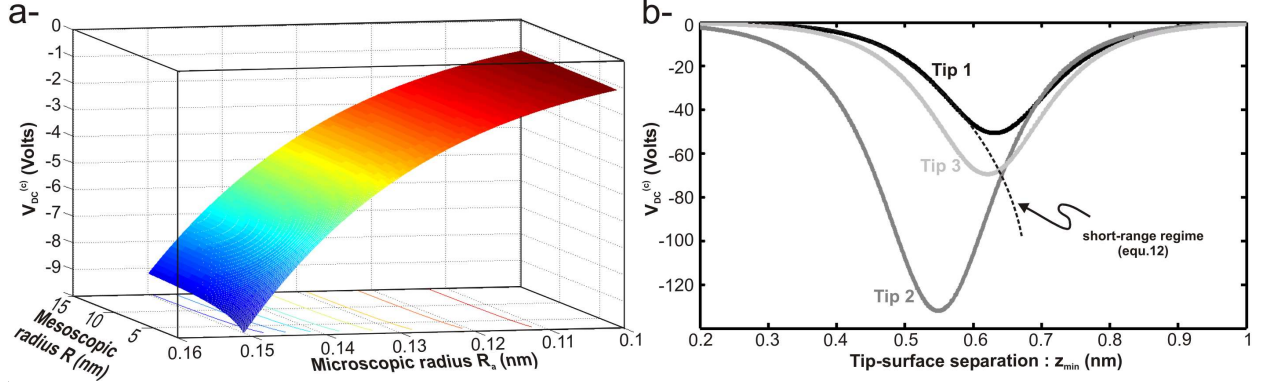 a-
0
-1
-2
-3
-4
-5
-6
-7
-8
-9
V_DC^(c) (Volts)
15
10
5
Mesoscopic
radius R (nm)
0.16
0.15
0.14
0.13
0.12
0.11
0.1
Microscopic radius R_a (nm)
b-
0
-20
-40
-60
-80
-100
-120
V_DC^(c) (Volts)
Tip 1
Tip 3
Tip 2
short-range regime
(equ.12)
0.2
0.3
0.4
0.5
0.6
0.7
0.8
0.9
1
Tip-surface separation : z_min (nm)